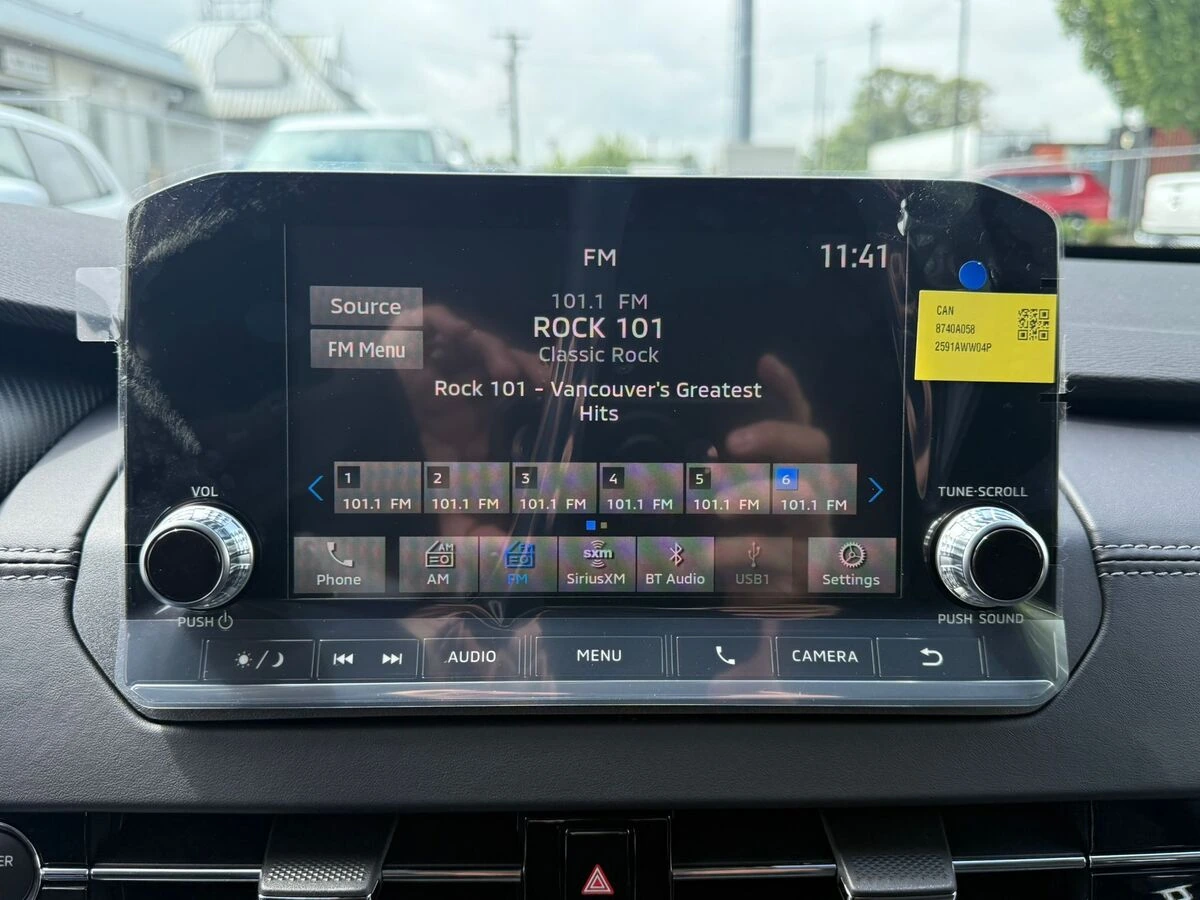 FM
11:41
Source
101.1 FM
ROCK 101
FM Menu
Classic Rock
Rock 101 - Vancouver's Greatest
Hits
CAN
8740A058
2591AWW04P
1 2 3 4 5 6
101.1 FM 101.1 FM 101.1 FM 101.1 FM 101.1 FM 101.1 FM
VOL
TUNE·SCROLL
AM
FM
sxm
Phone AM FM SiriusXM BT Audio USB1 Settings
PUSH
PUSH SOUND
AUDIO MENU CAMERA
ER